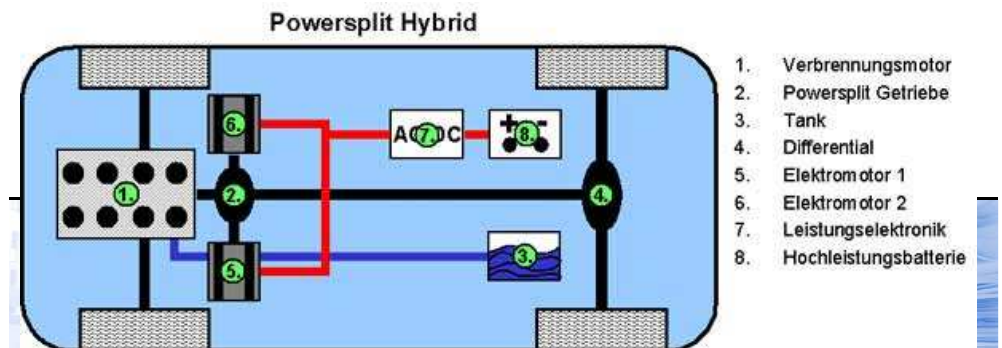 Powersplit Hybrid
1. Verbrennungsmotor
2. Powersplit Getriebe
3. Tank
4. Differential
5. Elektromotor 1
6. Elektromotor 2
7. Leistungselektronik
8. Hochleistungsbatterie
6.
7.
8.
1.
2.
4.
5.
3.